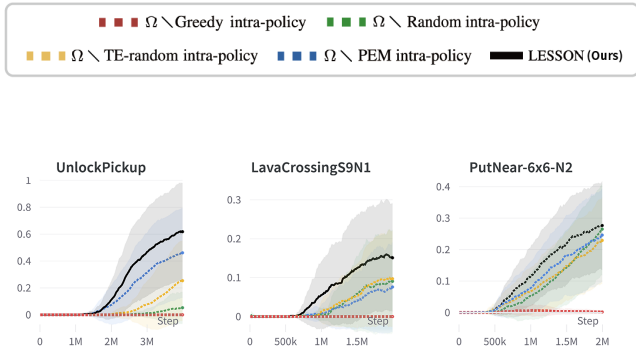 Ω \ Greedy intra-policy Ω \ Random intra-policy
Ω \ TE-random intra-policy Ω \ PEM intra-policy LESSON (Ours)
UnlockPickup
1
0.8
0.6
0.4
0.2
0
0 1M 2M 3M
Step
LavaCrossingS9N1
0.3
0.2
0.1
0
0 500k 1M 1.5M
Step
PutNear-6x6-N2
0.4
0.3
0.2
0.1
0
0 500k 1M 1.5M 2M
Step